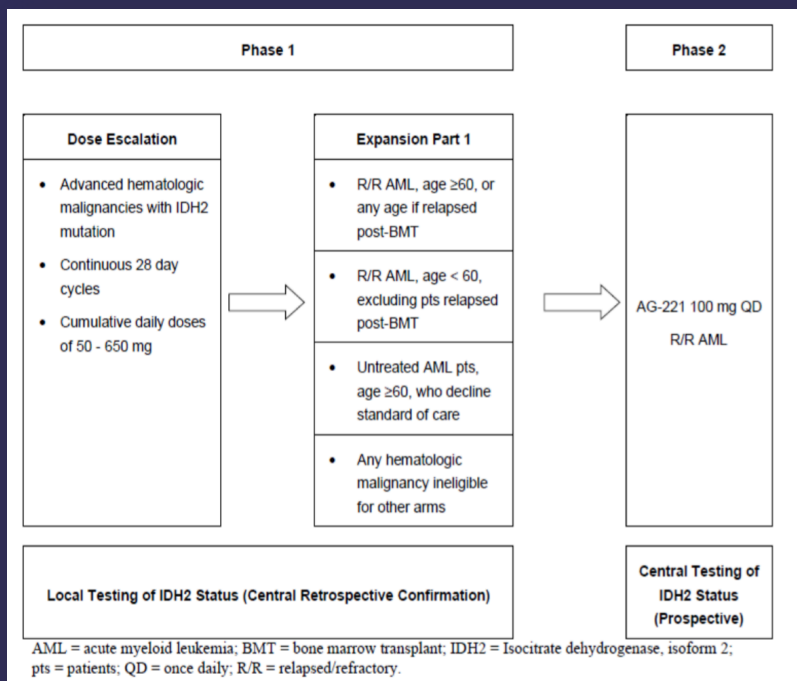 Phase 1
Phase 2
Dose Escalation
• Advanced hematologic
malignancies with IDH2
mutation
• Continuous 28 day
cycles
• Cumulative daily doses
of 50 - 650 mg
Expansion Part 1
• R/R AML, age ≥60, or
any age if relapsed
post-BMT
• R/R AML, age < 60,
excluding pts relapsed
post-BMT
• Untreated AML pts,
age ≥60, who decline
standard of care
• Any hematologic
malignancy ineligible
for other arms
AG-221 100 mg QD
R/R AML
Local Testing of IDH2 Status (Central Retrospective Confirmation)
Central Testing of
IDH2 Status
(Prospective)
AML = acute myeloid leukemia; BMT = bone marrow transplant; IDH2 = Isocitrate dehydrogenase, isoform 2;
pts = patients; QD = once daily; R/R = relapsed/refractory.